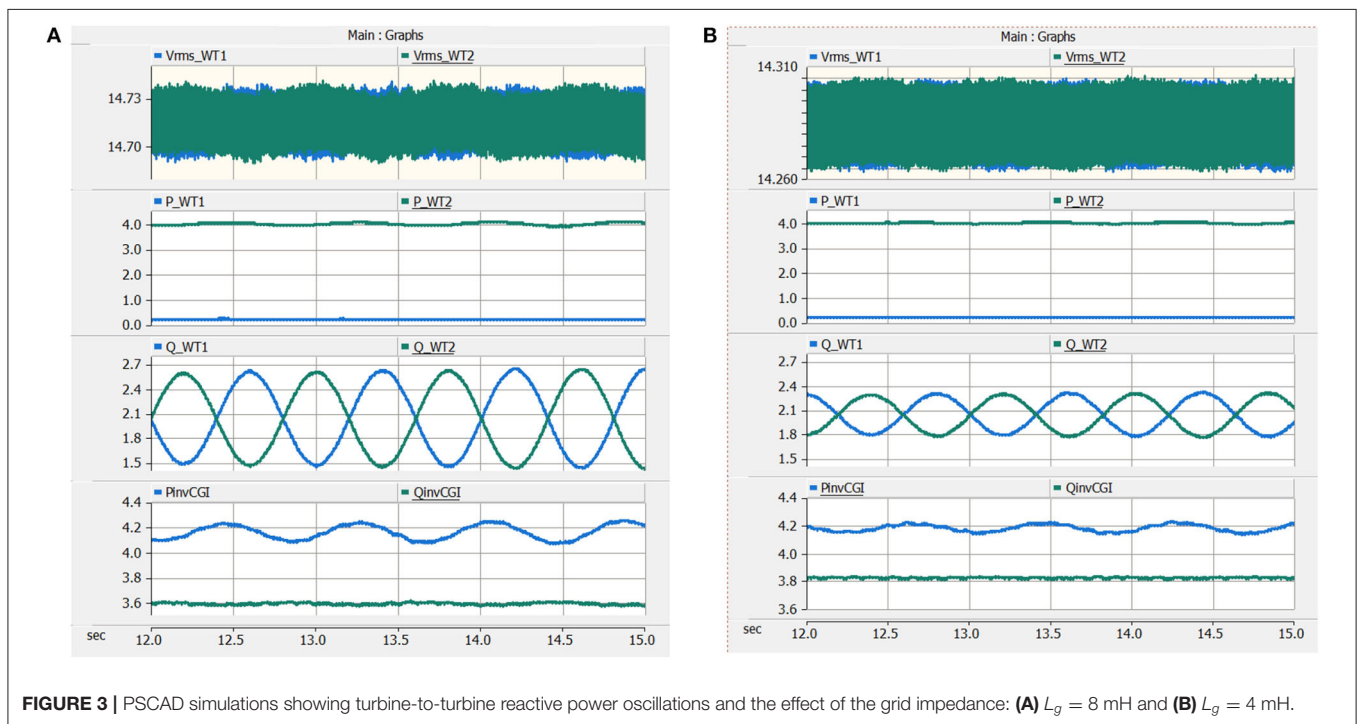 A
Main : Graphs
Vrms_WT1 Vrms_WT2
14.73
14.70
P_WT1 P_WT2
4.0
3.0
2.0
1.0
0.0
Q_WT1 Q_WT2
2.7
2.4
2.1
1.8
1.5
PinvCGI QinvCGI
4.4
4.2
4.0
3.8
3.6
sec 12.0 12.5 13.0 13.5 14.0 14.5 15.0
B
Main : Graphs
Vrms_WT1 Vrms_WT2
14.310
14.260
P_WT1 P_WT2
4.0
3.0
2.0
1.0
0.0
Q_WT1 Q_WT2
2.7
2.4
2.1
1.8
1.5
PinvCGI QinvCGI
4.4
4.2
4.0
3.8
3.6
sec 12.0 12.5 13.0 13.5 14.0 14.5 15.0
FIGURE 3 | PSCAD simulations showing turbine-to-turbine reactive power oscillations and the effect of the grid impedance: (A) Lg = 8 mH and (B) Lg = 4 mH.